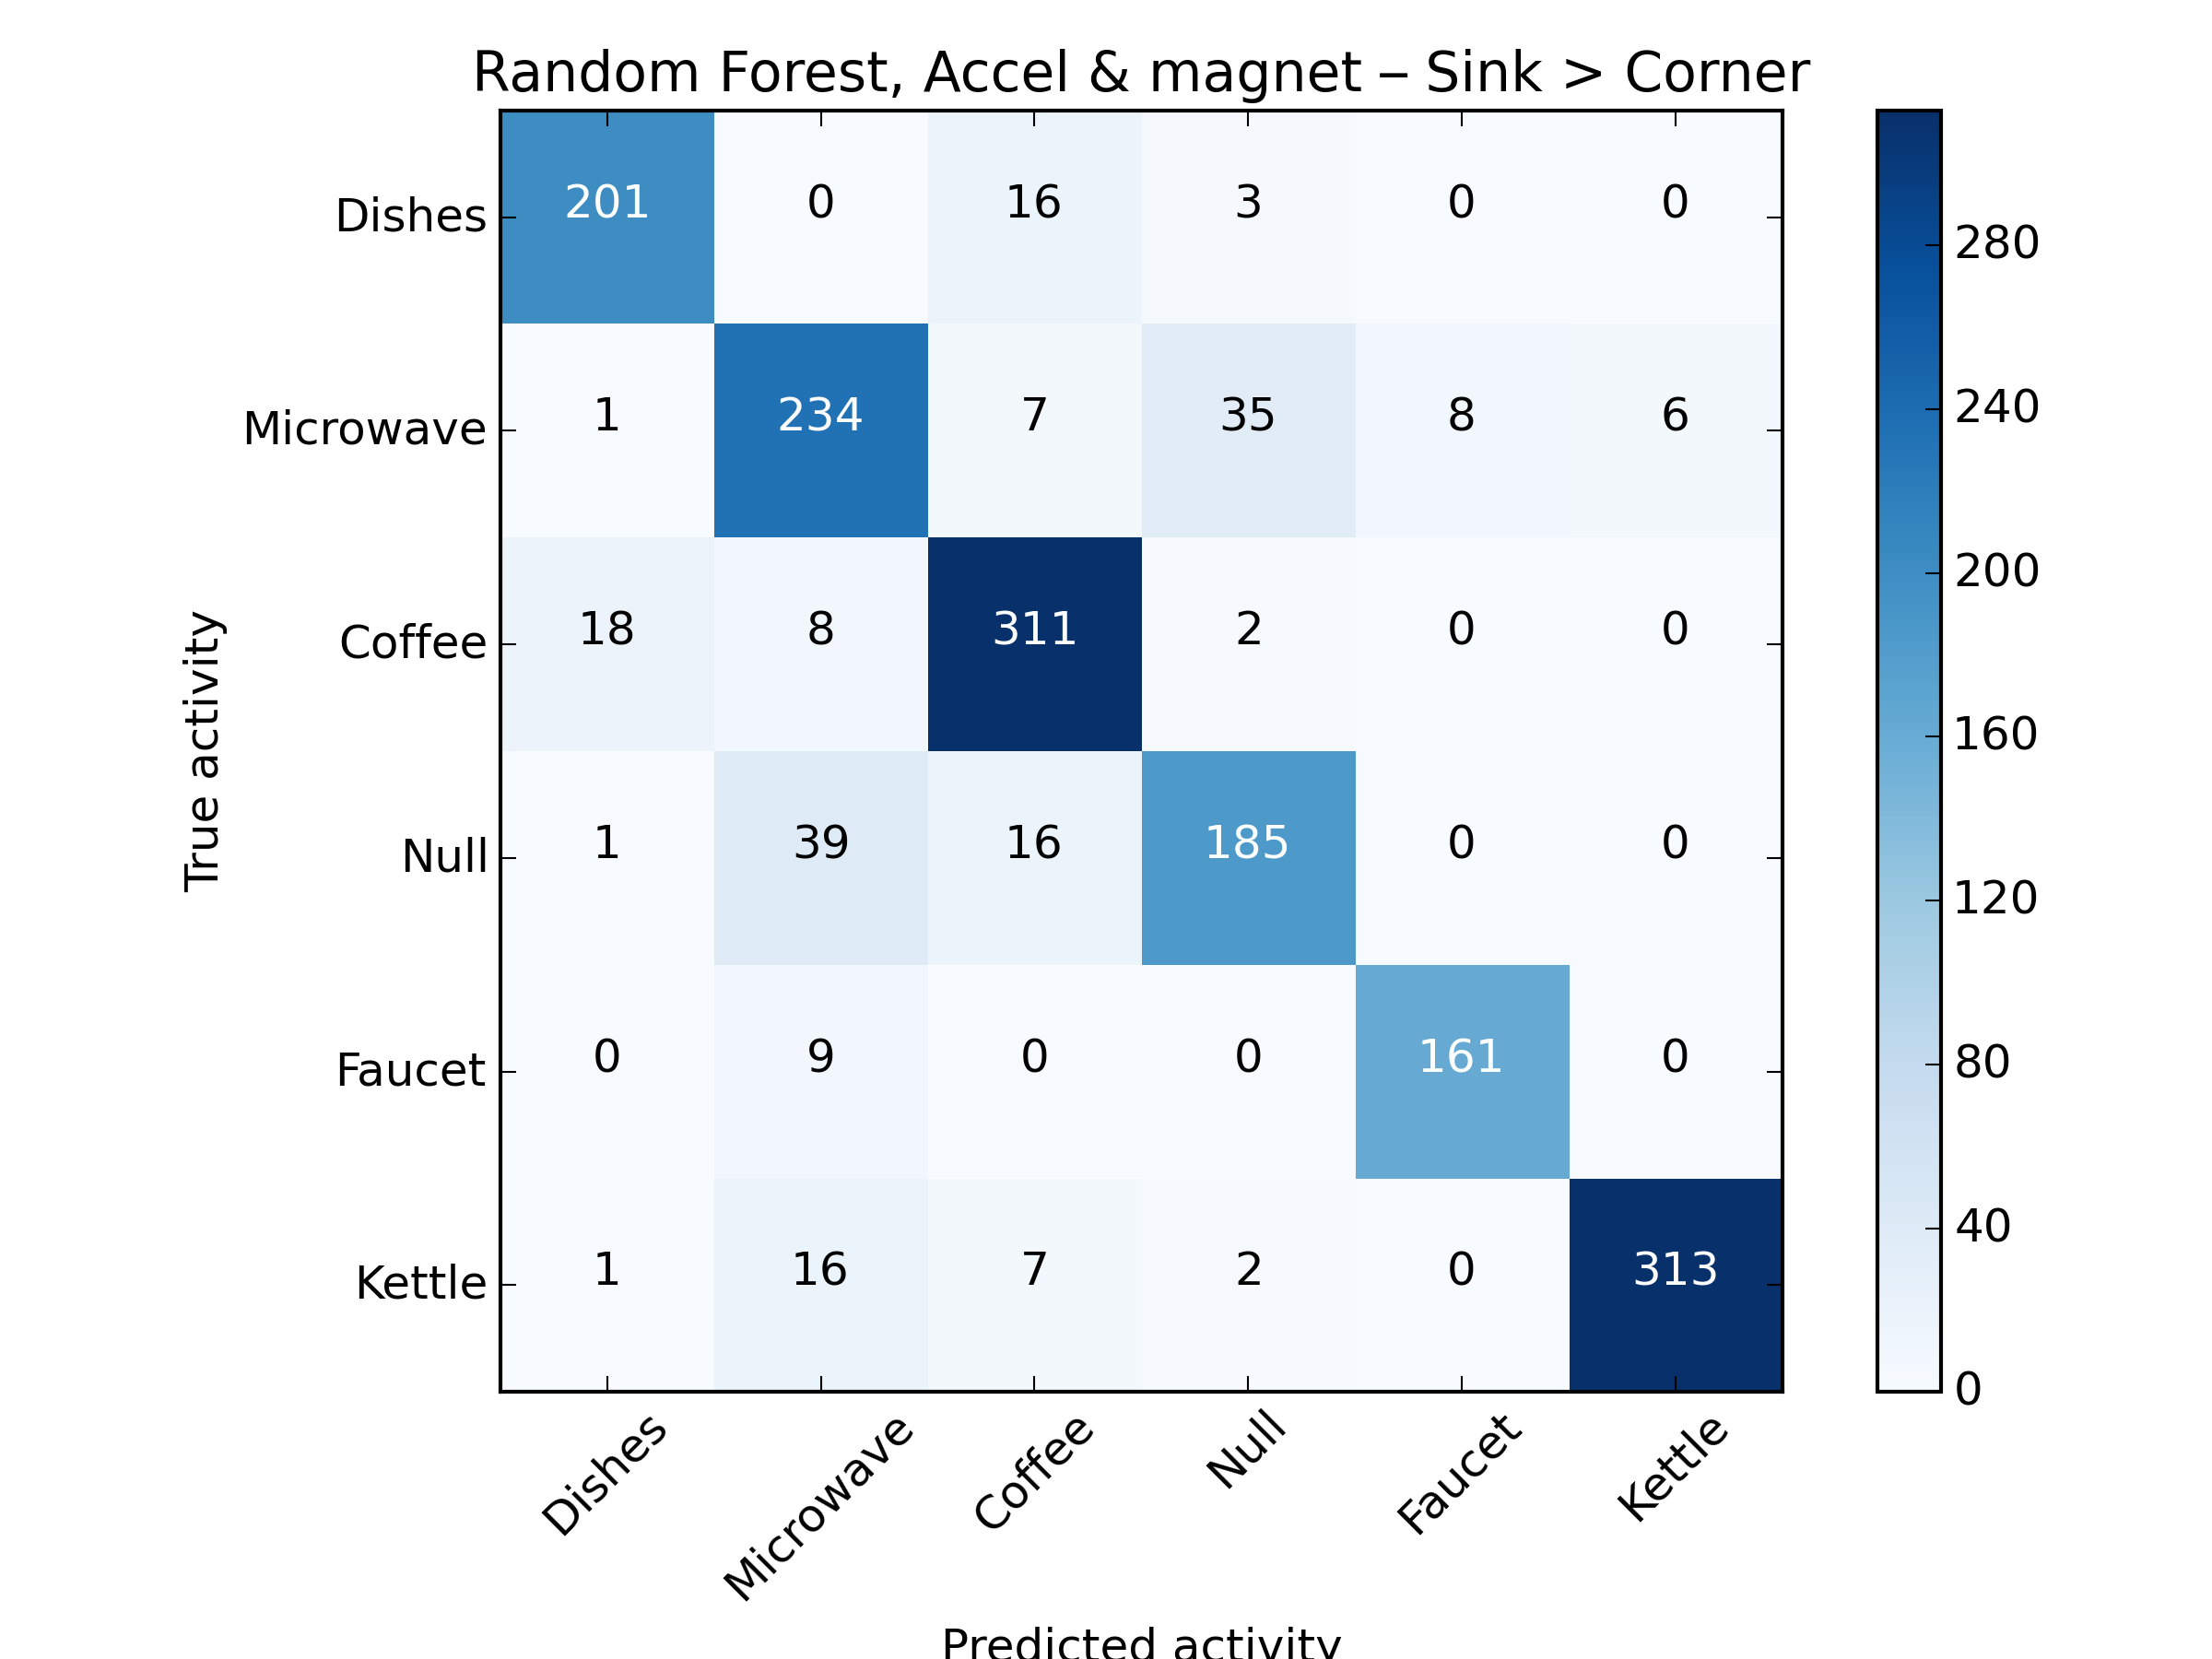 Random Forest, Accel & magnet – Sink > Corner
Dishes 201 0 16 3 0 0
Microwave 1 234 7 35 8 6
Coffee 18 8 311 2 0 0
Null 1 39 16 185 0 0
Faucet 0 9 0 0 161 0
Kettle 1 16 7 2 0 313
True activity
Dishes Microwave Coffee Null Faucet Kettle
Predicted activity
280
240
200
160
120
80
40
0